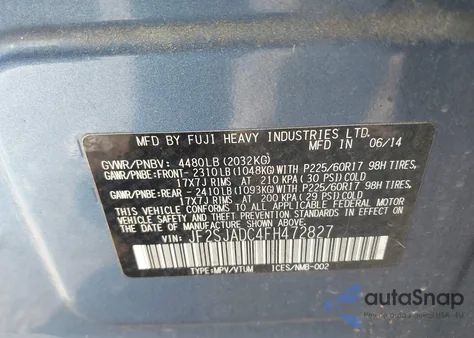 MFD BY FUJI HEAVY INDUSTRIES LTD.
MFD IN 06/14
GVWR/PNBV: 4480LB (2032KG)
GAWR/PNBE:FRONT- 2310LB(1048KG)WITH P225/60R17 98H TIRES,
17X7J RIMS AT 210 KPA (30 PSI) COLD
GAWR/PNBE:REAR - 2410LB(1093KG)WITH P225/60R17 98H TIRES,
17X7J RIMS AT 200 KPA (29 PSI) COLD
THIS VEHICLE CONFORMS TO ALL APPLICABLE FEDERAL MOTOR
VEHICLE SAFETY AND THEFT PREVENTION STANDARDS IN EFFECT
ON THE DATE OF MANUFACTURE SHOWN ABOVE.
VIN: JF2SJADC4FH472827
TYPE:MPV/VTUM ICES/NMB-002
autoSnap